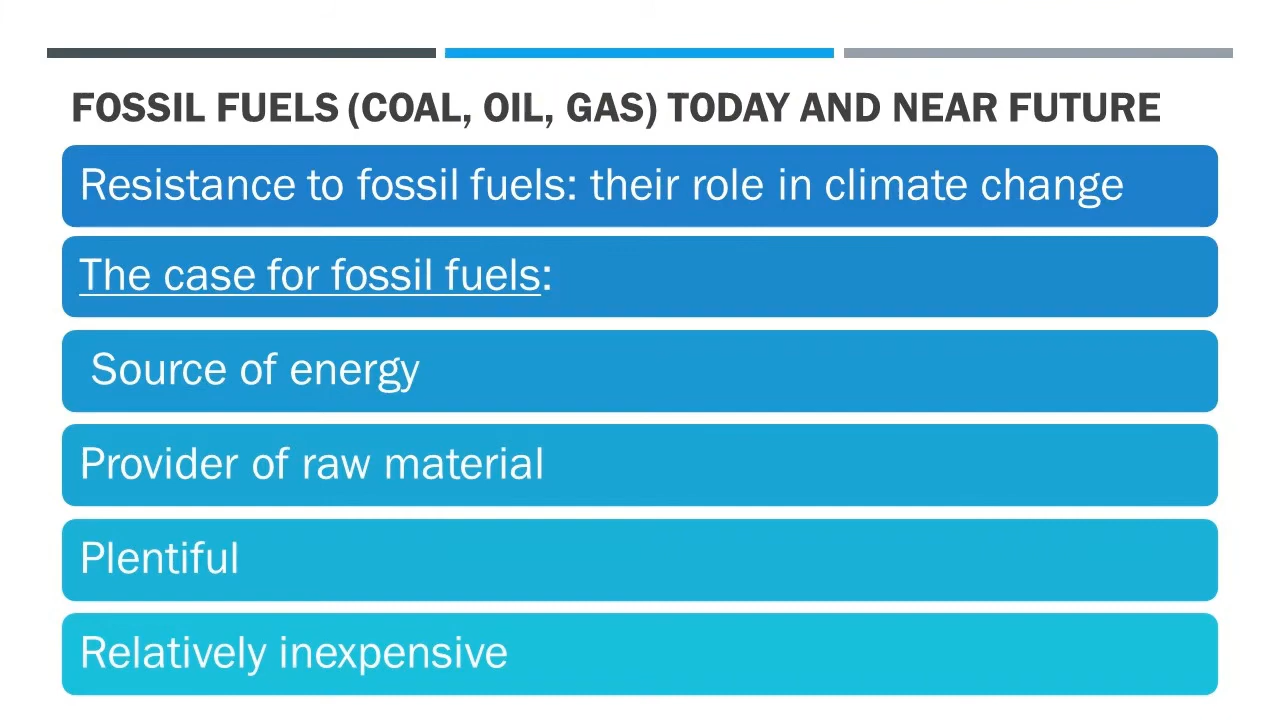 FOSSIL FUELS (COAL, OIL, GAS) TODAY AND NEAR FUTURE
Resistance to fossil fuels: their role in climate change
The case for fossil fuels:
Source of energy
Provider of raw material
Plentiful
Relatively inexpensive